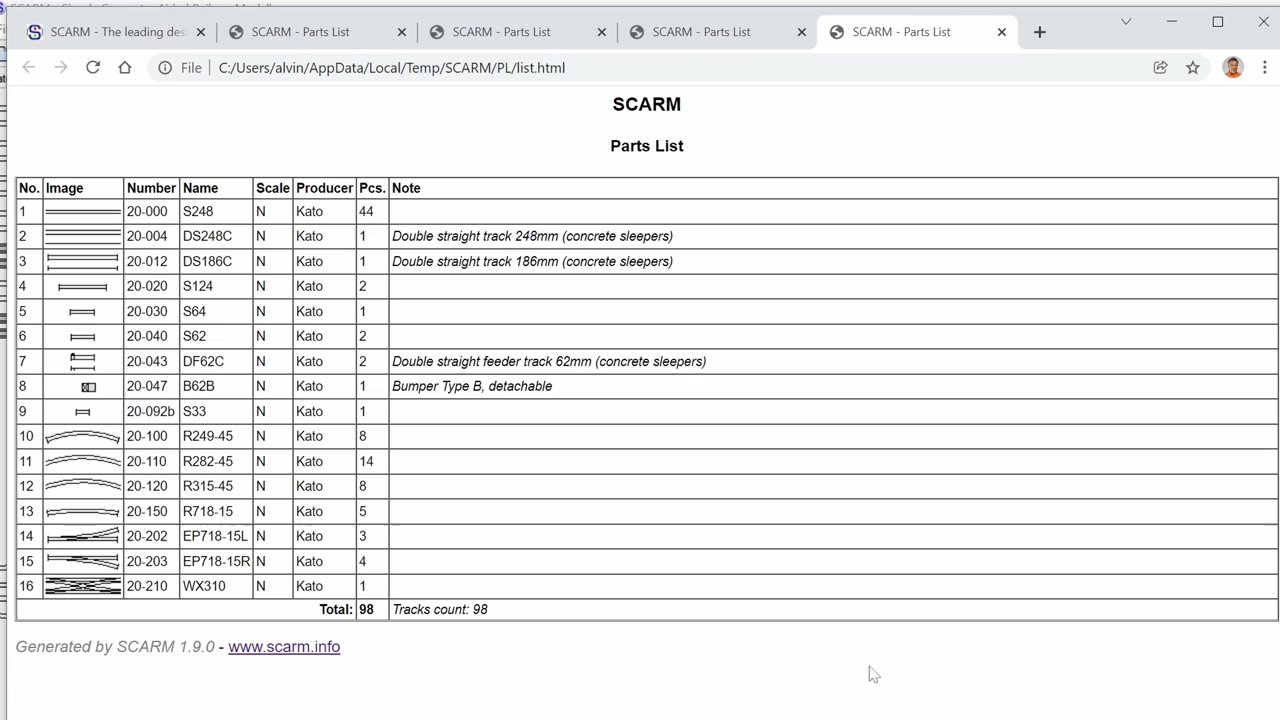 SCARM - The leading des
SCARM - Parts List
SCARM - Parts List
SCARM - Parts List
SCARM - Parts List
File C:/Users/alvin/AppData/Local/Temp/SCARM/PL/list.html
SCARM
Parts List
No. Image Number Name Scale Producer Pcs. Note
1 20-000 S248 N Kato 44
2 20-004 DS248C N Kato 1 Double straight track 248mm (concrete sleepers)
3 20-012 DS186C N Kato 1 Double straight track 186mm (concrete sleepers)
4 20-020 S124 N Kato 2
5 20-030 S64 N Kato 1
6 20-040 S62 N Kato 2
7 20-043 DF62C N Kato 2 Double straight feeder track 62mm (concrete sleepers)
8 20-047 B62B N Kato 1 Bumper Type B, detachable
9 20-092b S33 N Kato 1
10 20-100 R249-45 N Kato 8
11 20-110 R282-45 N Kato 14
12 20-120 R315-45 N Kato 8
13 20-150 R718-15 N Kato 5
14 20-202 EP718-15L N Kato 3
15 20-203 EP718-15R N Kato 4
16 20-210 WX310 N Kato 1
Total: 98 Tracks count: 98
Generated by SCARM 1.9.0 - www.scarm.info